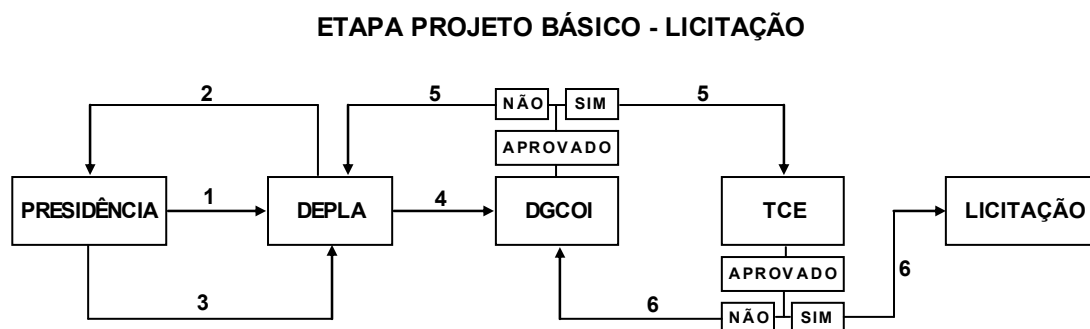 ETAPA PROJETO BÁSICO - LICITAÇÃO
2
5
NÃO
SIM
5
APROVADO
PRESIDÊNCIA
1
DEPLA
4
DGCOI
TCE
LICITAÇÃO
APROVADO
6
3
6
NÃO
SIM